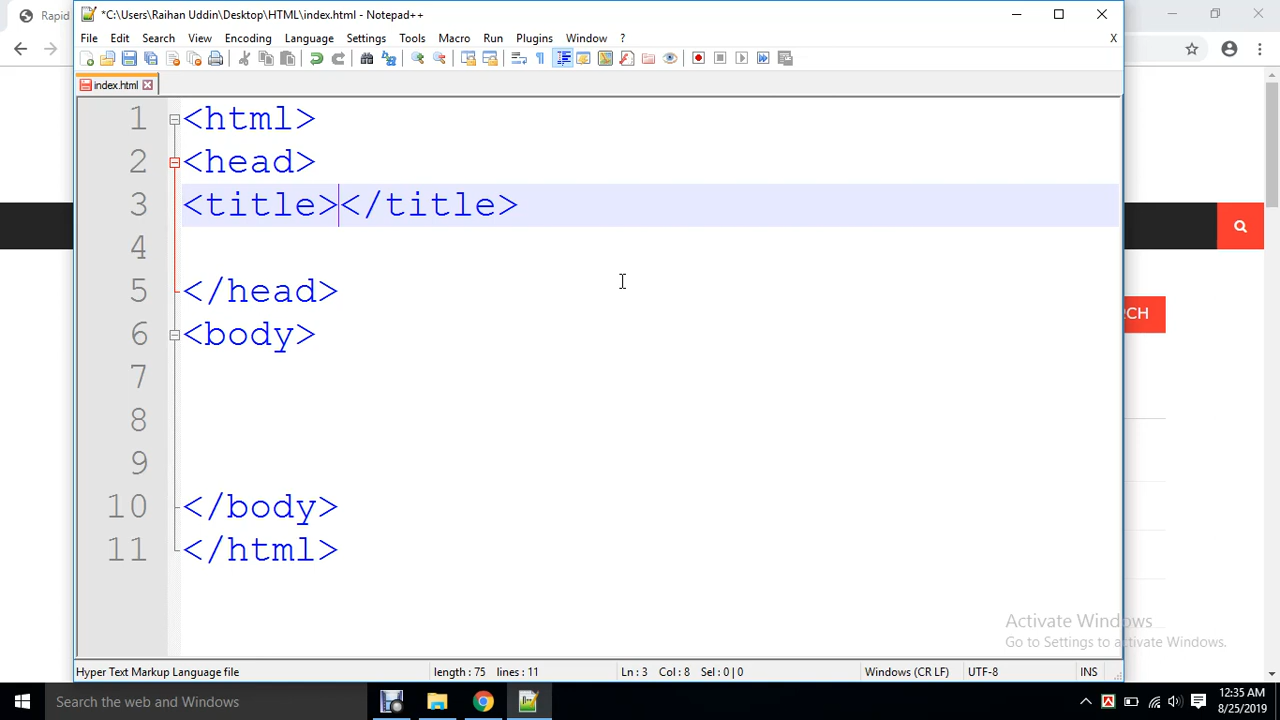 Rapid
*C:\Users\Raihan Uddin\Desktop\HTML\index.html - Notepad++
File Edit Search View Encoding Language Settings Tools Macro Run Plugins Window ? X
index.html
1 <html>
2 <head>
3 <title></title>
4
5 </head>
6 <body>
7
8
9
10 </body>
11 </html>
RCH
Activate Windows
Go to Settings to activate Windows.
Hyper Text Markup Language file length : 75 lines : 11 Ln : 3 Col : 8 Sel : 0 | 0 Windows (CR LF) UTF-8 INS
Search the web and Windows
12:35 AM
8/25/2019